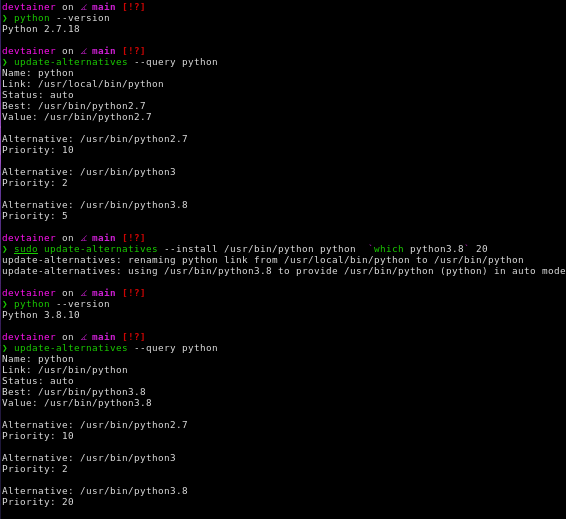 devtainer on ⦨ main [!?]
❯ python --version
Python 2.7.18
devtainer on ⦨ main [!?]
❯ update-alternatives --query python
Name: python
Link: /usr/local/bin/python
Status: auto
Best: /usr/bin/python2.7
Value: /usr/bin/python2.7
Alternative: /usr/bin/python2.7
Priority: 10
Alternative: /usr/bin/python3
Priority: 2
Alternative: /usr/bin/python3.8
Priority: 5
devtainer on ⦨ main [!?]
❯ sudo update-alternatives --install /usr/bin/python python `which python3.8` 20
update-alternatives: renaming python link from /usr/local/bin/python to /usr/bin/python
update-alternatives: using /usr/bin/python3.8 to provide /usr/bin/python (python) in auto mode
devtainer on ⦨ main [!?]
❯ python --version
Python 3.8.10
devtainer on ⦨ main [!?]
❯ update-alternatives --query python
Name: python
Link: /usr/bin/python
Status: auto
Best: /usr/bin/python3.8
Value: /usr/bin/python3.8
Alternative: /usr/bin/python2.7
Priority: 10
Alternative: /usr/bin/python3
Priority: 2
Alternative: /usr/bin/python3.8
Priority: 20